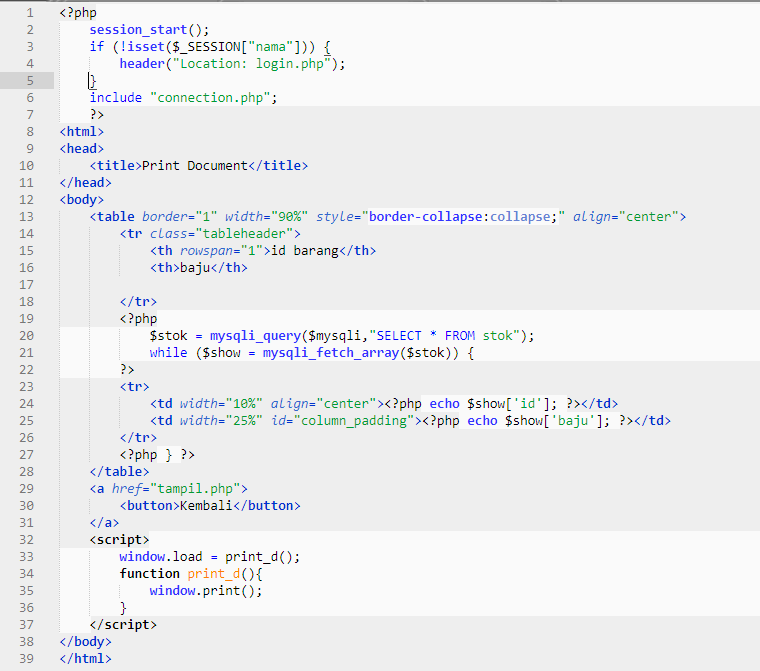 1 <?php
2 session_start();
3 if (!isset($_SESSION["nama"])) {
4 header("Location: login.php");
5 }
6 include "connection.php";
7 ?>
8 <html>
9 <head>
10 <title>Print Document</title>
11 </head>
12 <body>
13 <table border="1" width="90%" style="border-collapse:collapse;" align="center">
14 <tr class="tableheader">
15 <th rowspan="1">id barang</th>
16 <th>baju</th>
17
18 </tr>
19 <?php
20 $stok = mysqli_query($mysqli,"SELECT * FROM stok");
21 while ($show = mysqli_fetch_array($stok)) {
22 ?>
23 <tr>
24 <td width="10%" align="center"><?php echo $show['id']; ?></td>
25 <td width="25%" id="column_padding"><?php echo $show['baju']; ?></td>
26 </tr>
27 <?php } ?>
28 </table>
29 <a href="tampil.php">
30 <button>Kembali</button>
31 </a>
32 <script>
33 window.load = print_d();
34 function print_d(){
35 window.print();
36 }
37 </script>
38 </body>
39 </html>